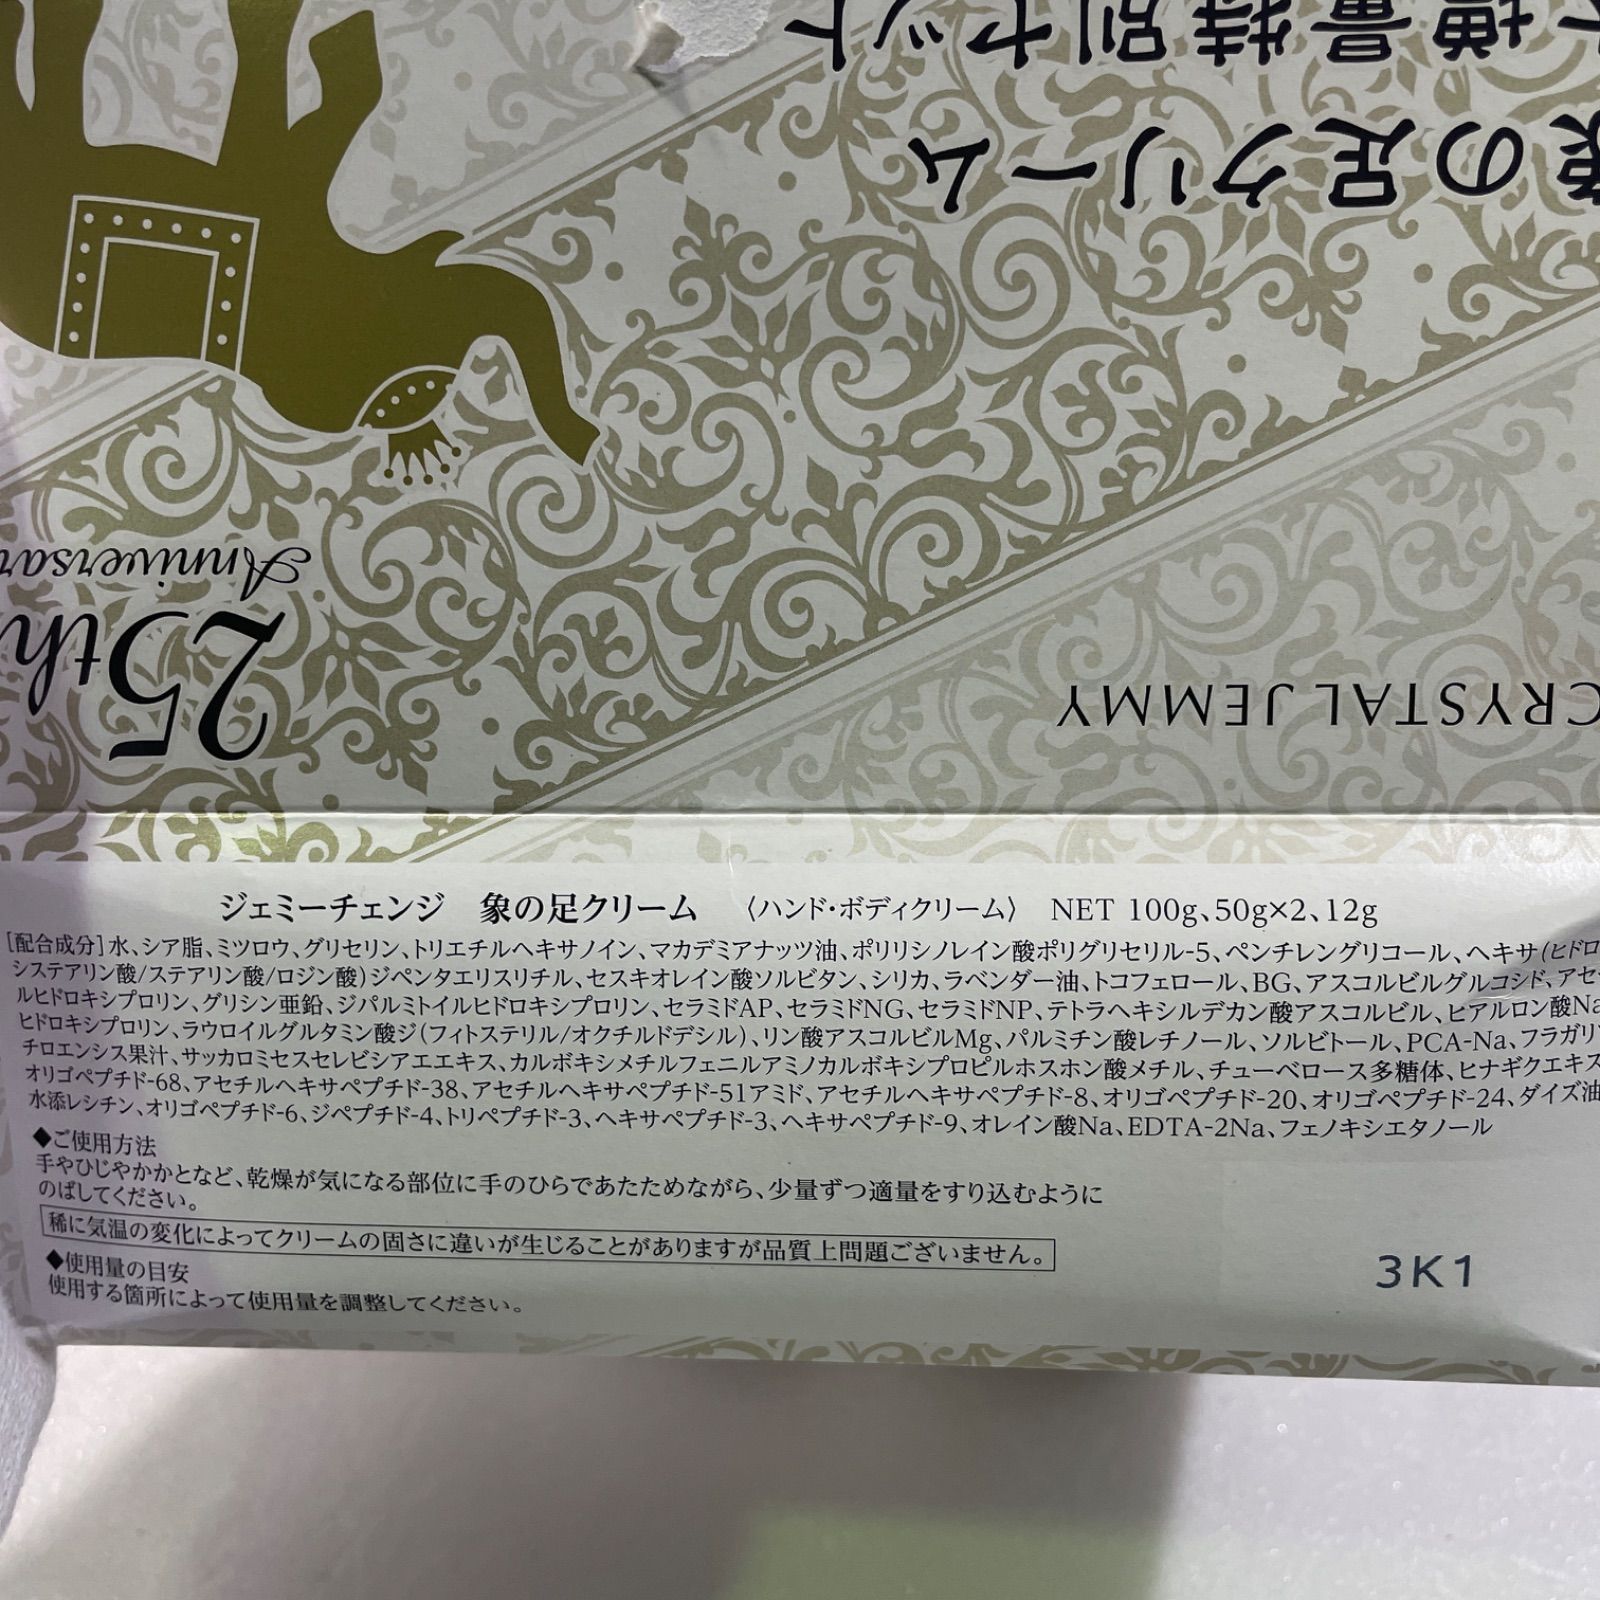 大増量特別セット
象の足クリーム
25th
Anniversar
CRYSTAL JEMMY
ジェミーチェンジ 象の足クリーム 〈ハンド・ボディクリーム〉 NET 100g、50g×2、12g
[配合成分]水、シア脂、ミツロウ、グリセリン、トリエチルヘキサノイン、マカデミアナッツ油、ポリリシノレイン酸ポリグリセリル-5、ペンチレングリコール、ヘキサ(ヒドロ
システアリン酸/ステアリン酸/ロジン酸)ジペンタエリスリチル、セスキオレイン酸ソルビタン、シリカ、ラベンダー油、トコフェロール、BG、アスコルビルグルコシド、アセ
ルヒドロキシプロリン、グリシン亜鉛、ジパルミトイルヒドロキシプロリン、セラミドAP、セラミドNG、セラミドNP、テトラヘキシルデカン酸アスコルビル、ヒアルロン酸Na
ヒドロキシプロリン、ラウロイルグルタミン酸ジ(フィトステリル/オクチルドデシル)、リン酸アスコルビルMg、パルミチン酸レチノール、ソルビトール、PCA-Na、フラガリ
チロエンシス果汁、サッカロミセスセレビシアエエキス、カルボキシメチルフェニルアミノカルボキシプロピルホスホン酸メチル、チューベロース多糖体、ヒナギクエキス
オリゴペプチド-68、アセチルヘキサペプチド-38、アセチルヘキサペプチド-51アミド、アセチルヘキサペプチド-8、オリゴペプチド-20、オリゴペプチド-24、ダイズ油
水添レシチン、オリゴペプチド-6、ジペプチド-4、トリペプチド-3、ヘキサペプチド-3、ヘキサペプチド-9、オレイン酸Na、EDTA-2Na、フェノキシエタノール
◆ご使用方法
手やひじやかかとなど、乾燥が気になる部位に手のひらであたためながら、少量ずつ適量をすり込むように
のばしてください。
稀に気温の変化によってクリームの固さに違いが生じることがありますが品質上問題ございません。
◆使用量の目安
使用する箇所によって使用量を調整してください。
3K1